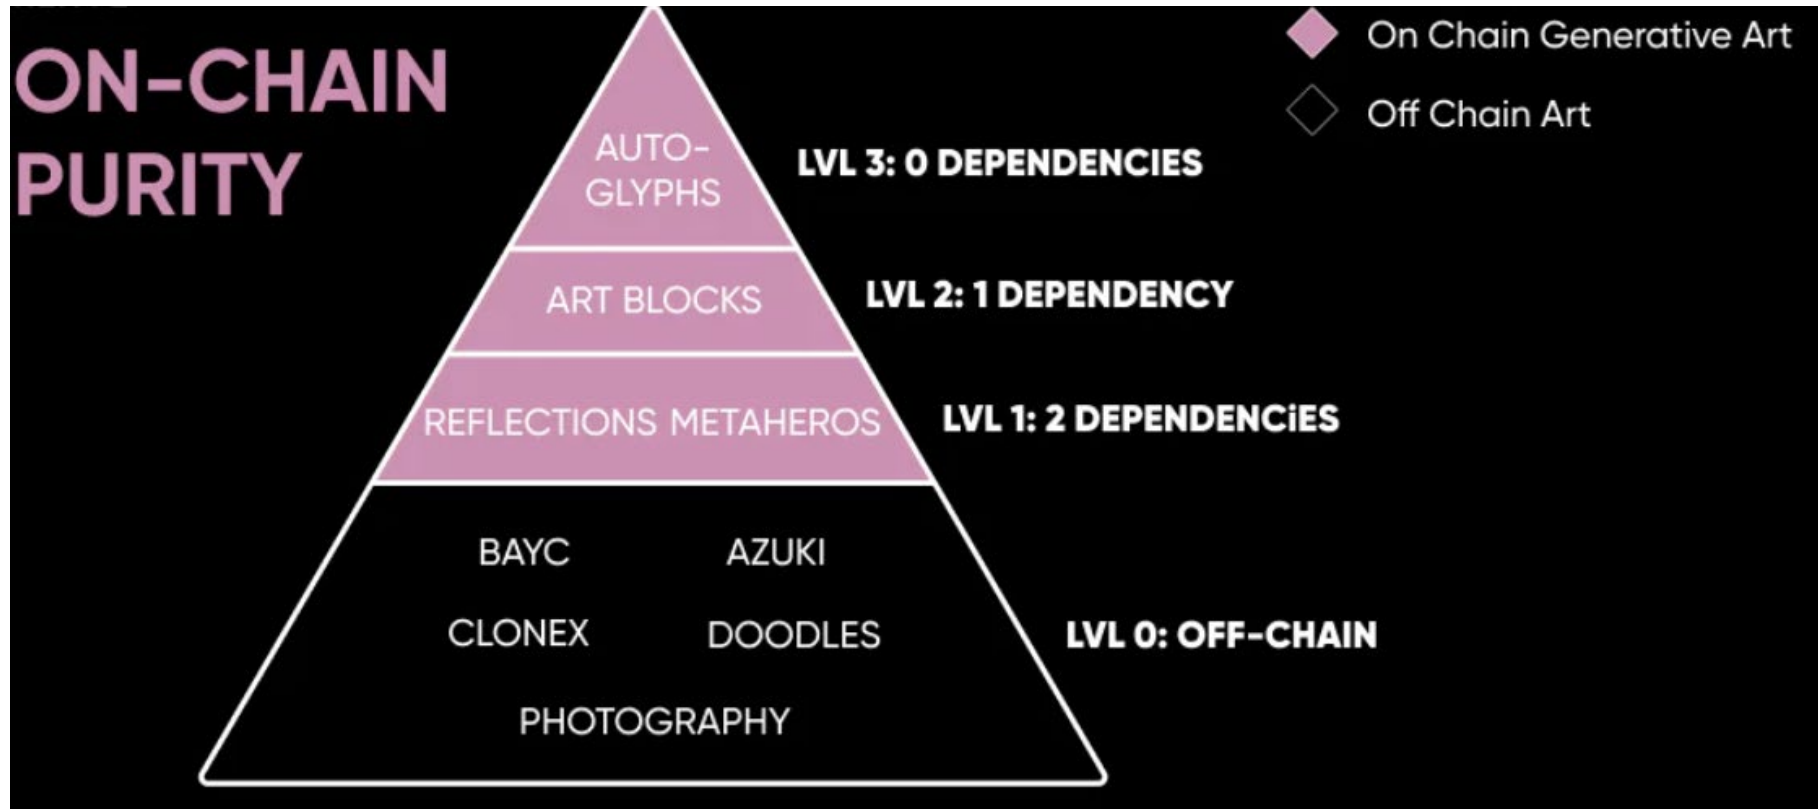 ON-CHAIN
PURITY
On Chain Generative Art
Off Chain Art
AUTO-
GLYPHS
LVL 3: 0 DEPENDENCIES
ART BLOCKS
LVL 2: 1 DEPENDENCY
REFLECTIONS METAHEROS
LVL 1: 2 DEPENDENCiES
BAYC AZUKI
CLONEX DOODLES
LVL 0: OFF-CHAIN
PHOTOGRAPHY